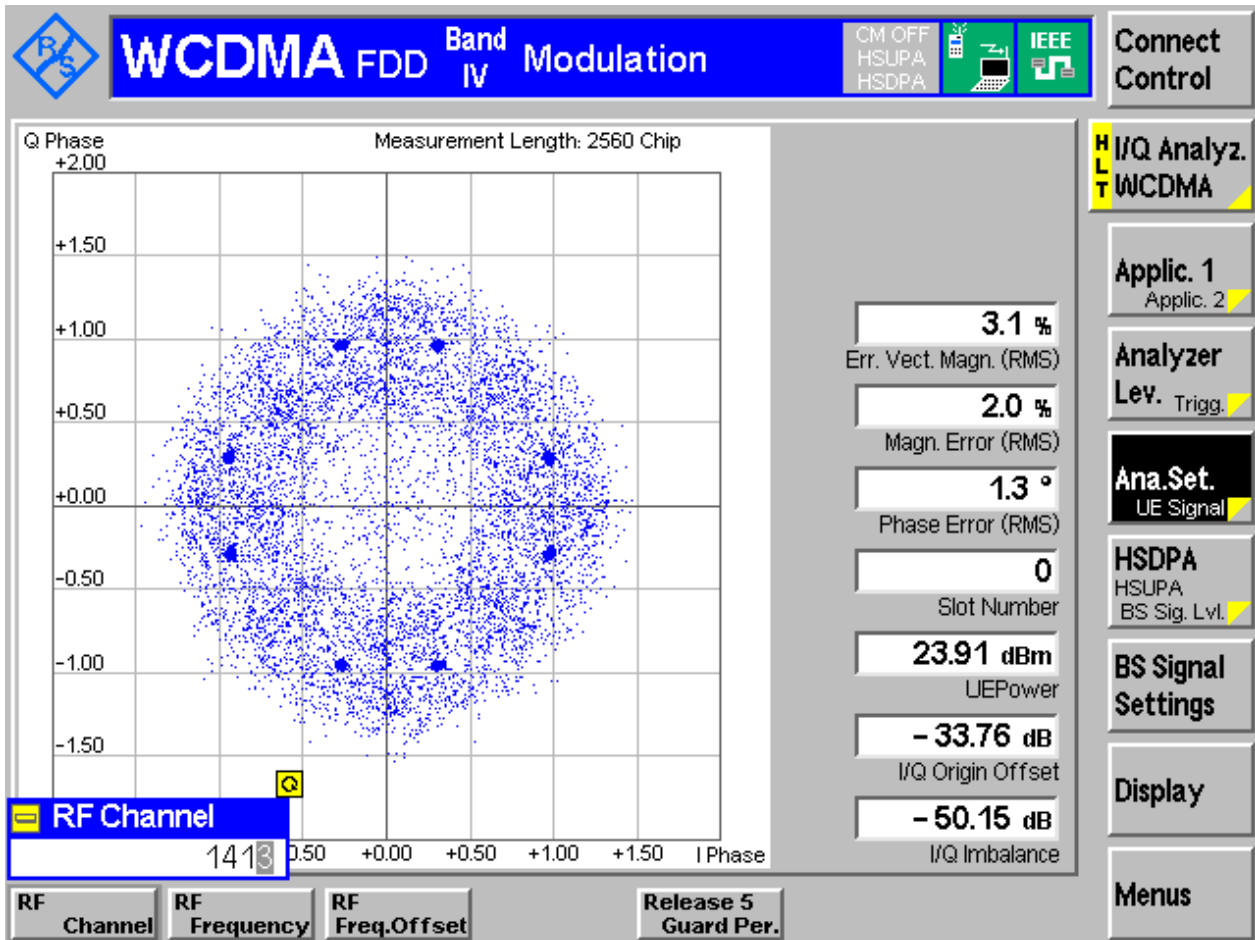 R/S
WCDMA FDD Band IV Modulation
CM OFF
HSUPA
HSDPA
IEEE
Connect Control
Q Phase
Measurement Length: 2560 Chip
+2.00
+1.50
+1.00
+0.50
+0.00
-0.50
-1.00
-1.50
Q
RF Channel
1413
0.50 +0.00 +0.50 +1.00 +1.50 I Phase
3.1 %
Err. Vect. Magn. (RMS)
2.0 %
Magn. Error (RMS)
1.3 °
Phase Error (RMS)
0
Slot Number
23.91 dBm
UEPower
- 33.76 dB
I/Q Origin Offset
- 50.15 dB
I/Q Imbalance
HLT
I/Q Analyz.
WCDMA
Applic. 1
Applic. 2
Analyzer
Lev. Trigg.
Ana.Set.
UE Signal
HSDPA
HSUPA
BS Sig. Lvl.
BS Signal
Settings
Display
Menus
RF Channel
RF Frequency
RF Freq.Offset
Release 5 Guard Per.